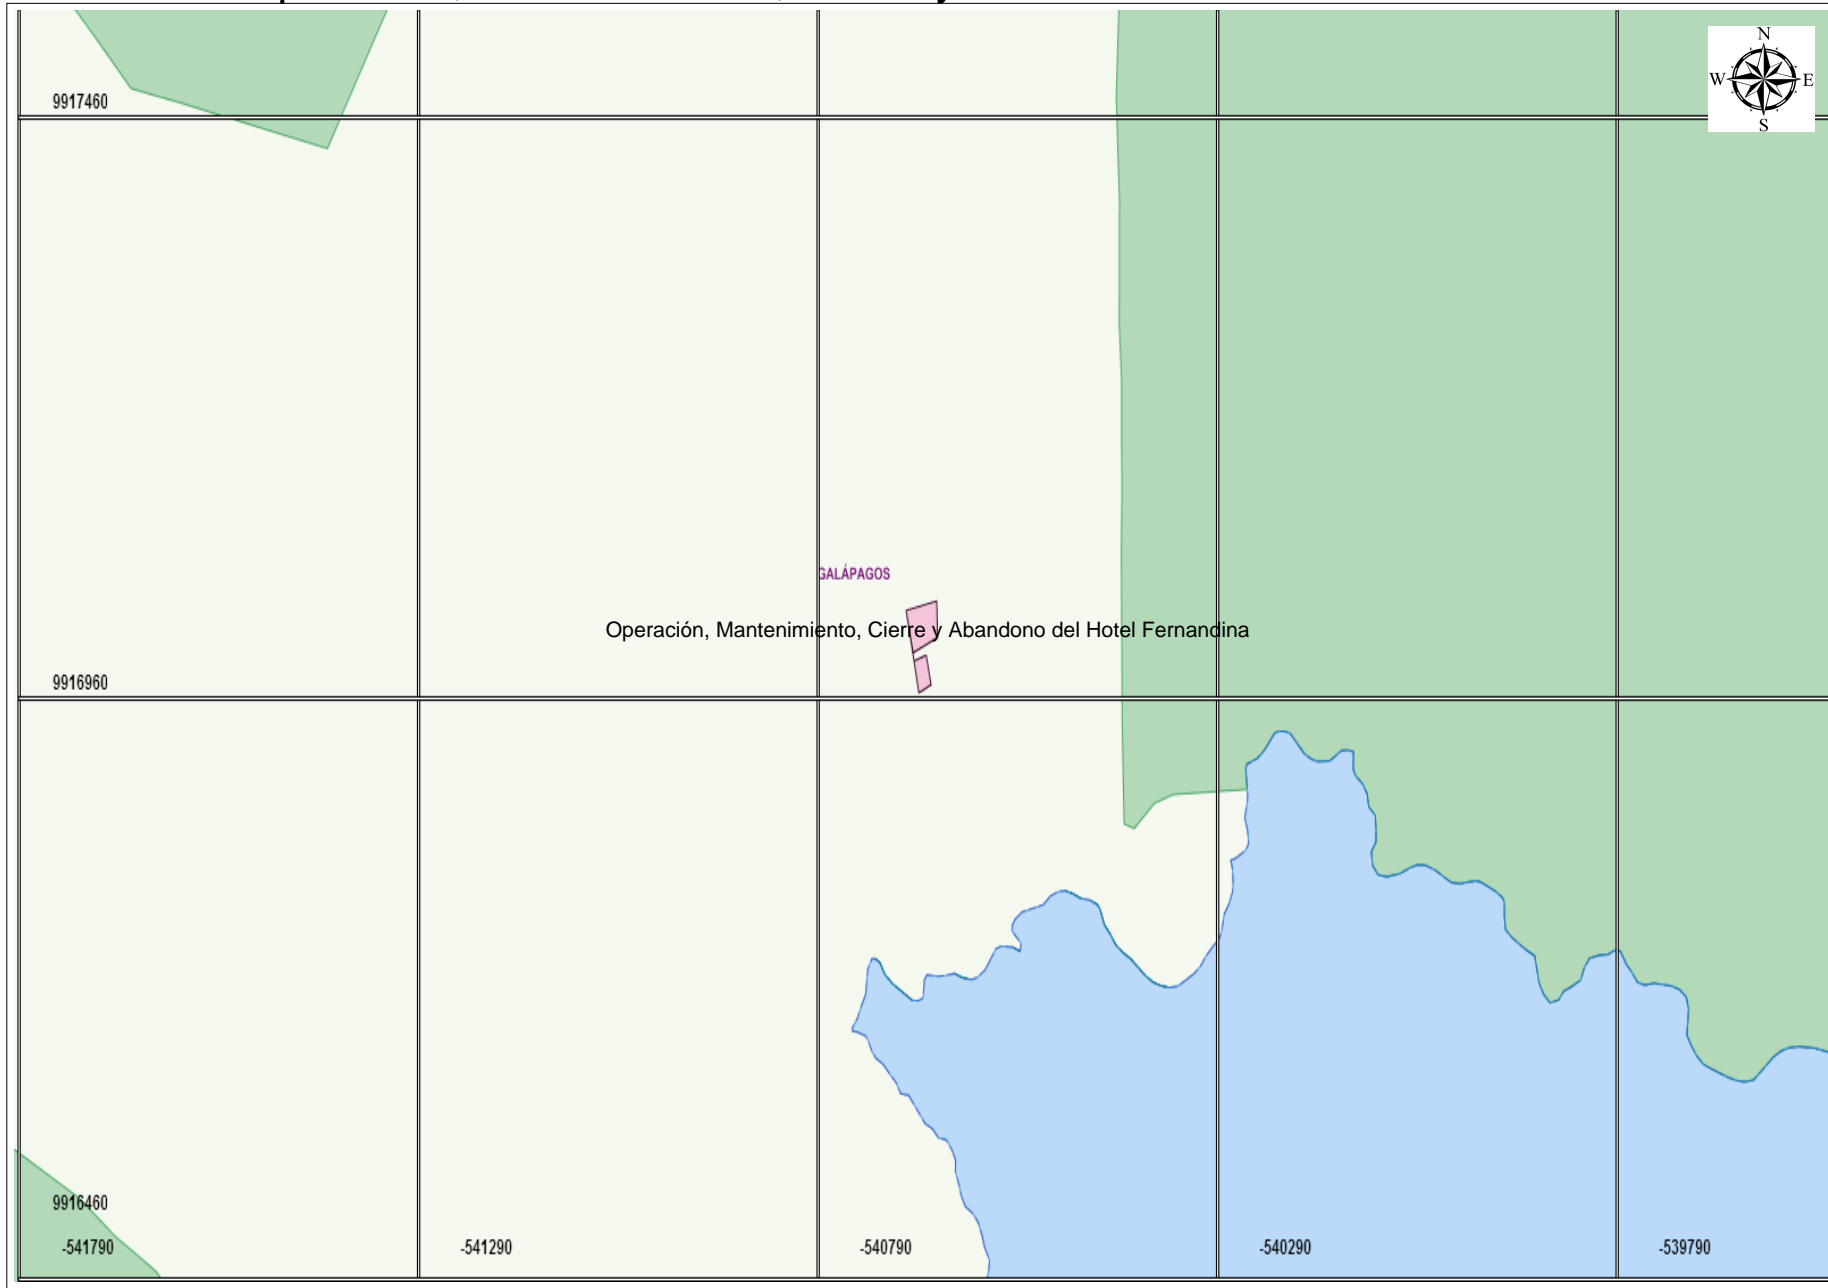 N
W E
S
9917460
GALÁPAGOS
Operación, Mantenimiento, Cierre y Abandono del Hotel Fernandina
9916960
9916460
-541790 -541290 -540790 -540290 -539790